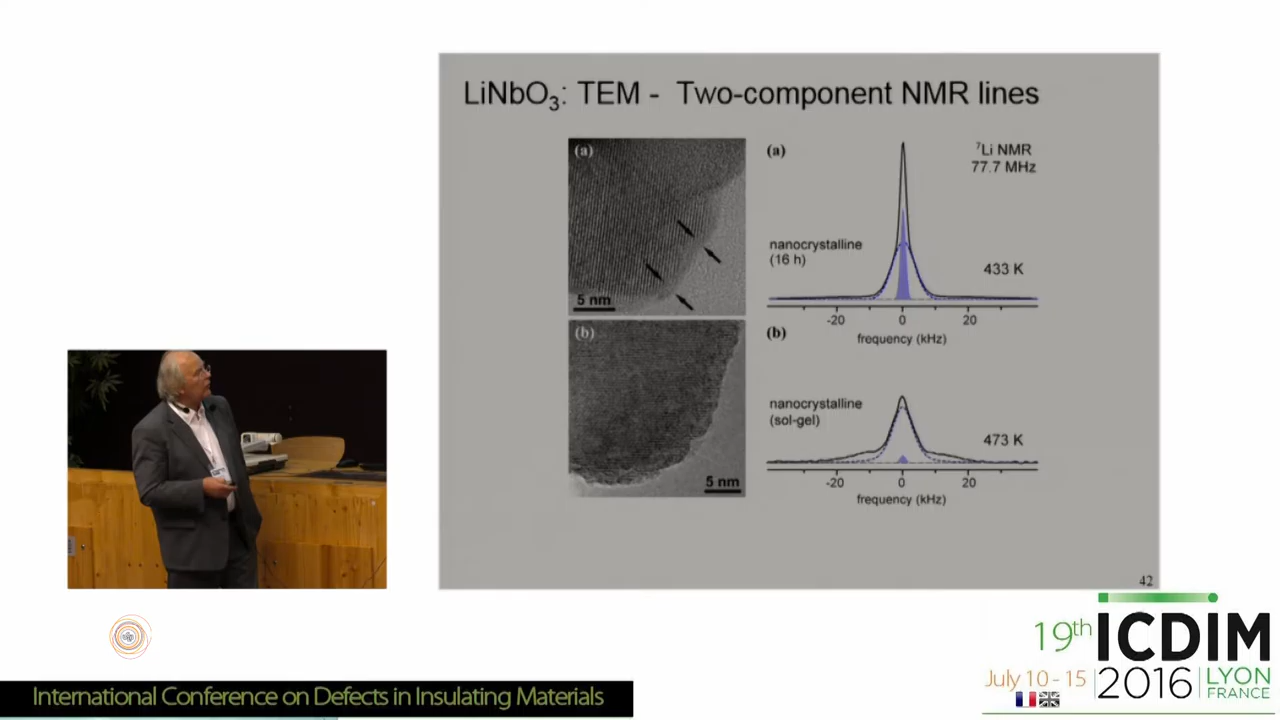 LiNbO3: TEM - Two-component NMR lines
(a)
5 nm
(b)
5 nm
(a)
7Li NMR
77.7 MHz
nanocrystalline
(16 h)
433 K
-20 0 20
frequency (kHz)
(b)
nanocrystalline
(sol-gel)
473 K
-20 0 20
frequency (kHz)
42
19th ICDIM
July 10 - 15 2016 LYON
FRANCE
International Conference on Defects in Insulating Materials